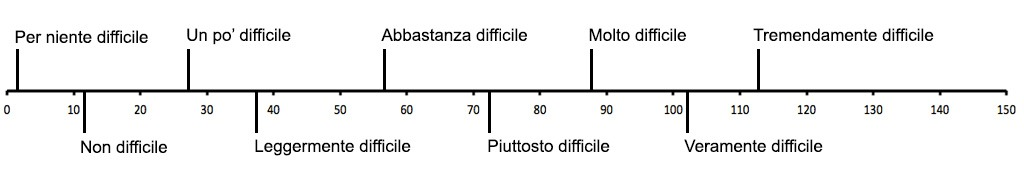 Per niente difficile Un po’ difficile Abbastanza difficile Molto difficile Tremendamente difficile
0 10 20 30 40 50 60 70 80 90 100 110 120 130 140 150
Non difficile Leggermente difficile Piuttosto difficile Veramente difficile